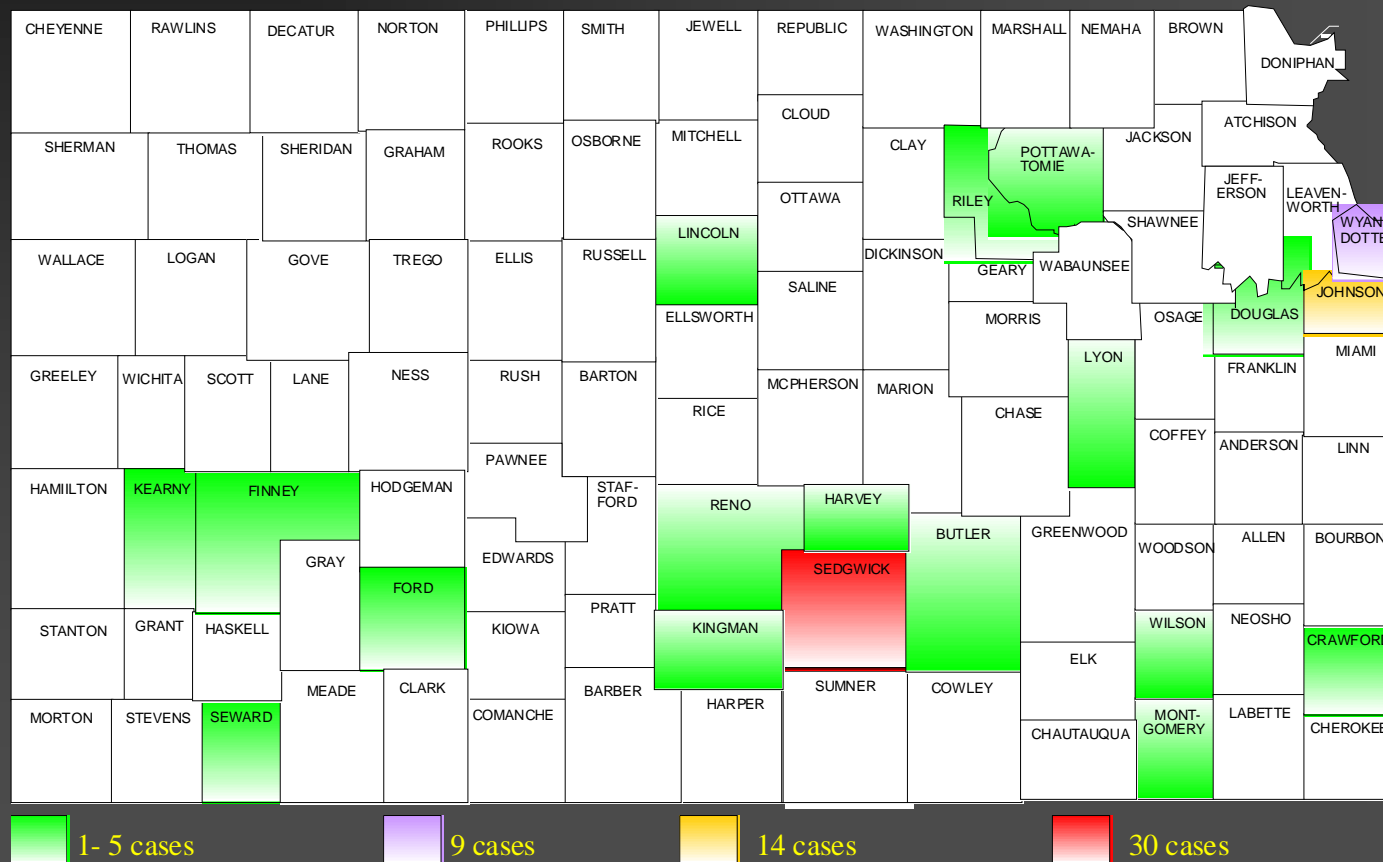 CHEYENNE
RAWLINS
DECATUR
NORTON
PHILLIPS
SMITH
JEWELL
REPUBLIC
WASHINGTON
MARSHALL
NEMAHA
BROWN
DONIPHAN
CLOUD
ATCHISON
SHERMAN
THOMAS
SHERIDAN
GRAHAM
ROOKS
OSBORNE
MITCHELL
CLAY
JACKSON
POTTAWA-
TOMIE
RILEY
OTTAWA
JEFF-
ERSON
LEAVEN-
WORTH
WYAN
DOTTE
SHAWNEE
LINCOLN
WALLACE
LOGAN
GOVE
TREGO
ELLIS
RUSSELL
DICKINSON
GEARY
WABAUNSEE
SALINE
JOHNSON
ELLSWORTH
MORRIS
OSAGE
DOUGLAS
MIAMI
GREELEY
WICHITA
SCOTT
LANE
NESS
RUSH
BARTON
MCPHERSON
MARION
LYON
FRANKLIN
RICE
CHASE
COFFEY
ANDERSON
LINN
PAWNEE
HAMIILTON
KEARNY
FINNEY
HODGEMAN
STAF-
FORD
RENO
HARVEY
BUTLER
GREENWOOD
WOODSON
ALLEN
BOURBON
EDWARDS
GRAY
FORD
SEDGWICK
PRATT
STANTON
GRANT
HASKELL
KIOWA
KINGMAN
WILSON
NEOSHO
CRAWFORD
ELK
MEADE
CLARK
BARBER
SUMNER
COWLEY
HARPER
MORTON
STEVENS
SEWARD
COMANCHE
CHAUTAUQUA
MONT-
GOMERY
LABETTE
CHEROKEE
1- 5 cases
9 cases
14 cases
30 cases